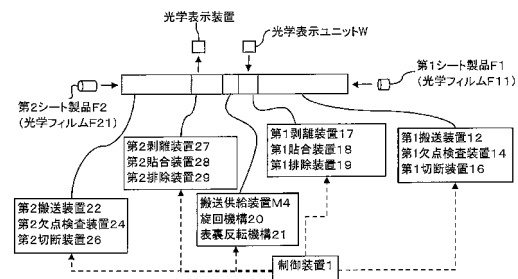 光学表示装置
光学表示ユニットW
第1シート製品F1
(光学フィルムF11)
第2シート製品F2
(光学フィルムF21)
第2剥離装置27
第2貼合装置28
第2排除装置29
第1剥離装置17
第1貼合装置18
第1排除装置19
第1搬送装置12
第1欠点検査装置14
第1切断装置16
第2搬送装置22
第2欠点検査装置24
第2切断装置26
搬送供給装置M4
旋回機構20
表裏反転機構21
制御装置1